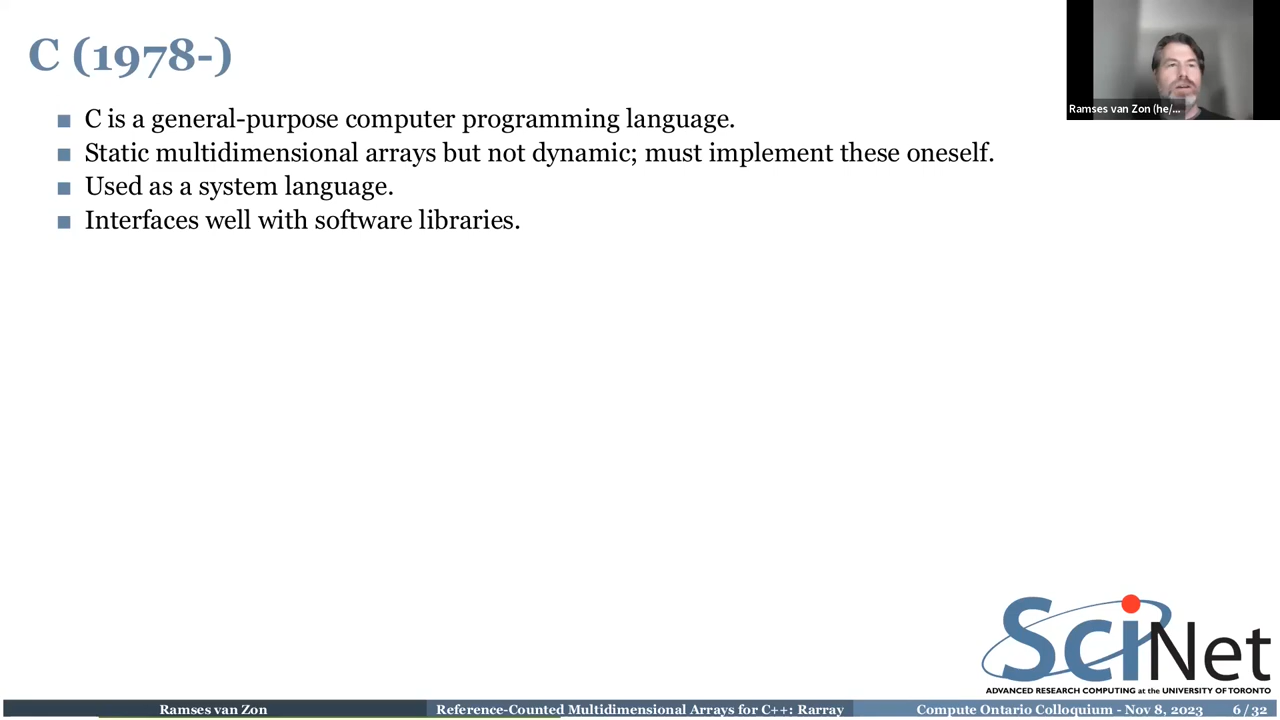 C (1978-)
Ramses van Zon (he/...
C is a general-purpose computer programming language.
Static multidimensional arrays but not dynamic; must implement these oneself.
Used as a system language.
Interfaces well with software libraries.
SciNet
ADVANCED RESEARCH COMPUTING at the UNIVERSITY OF TORONTO
Ramses van Zon
Reference-Counted Multidimensional Arrays for C++: Rarray
Compute Ontario Colloquium - Nov 8, 2023
6 / 32